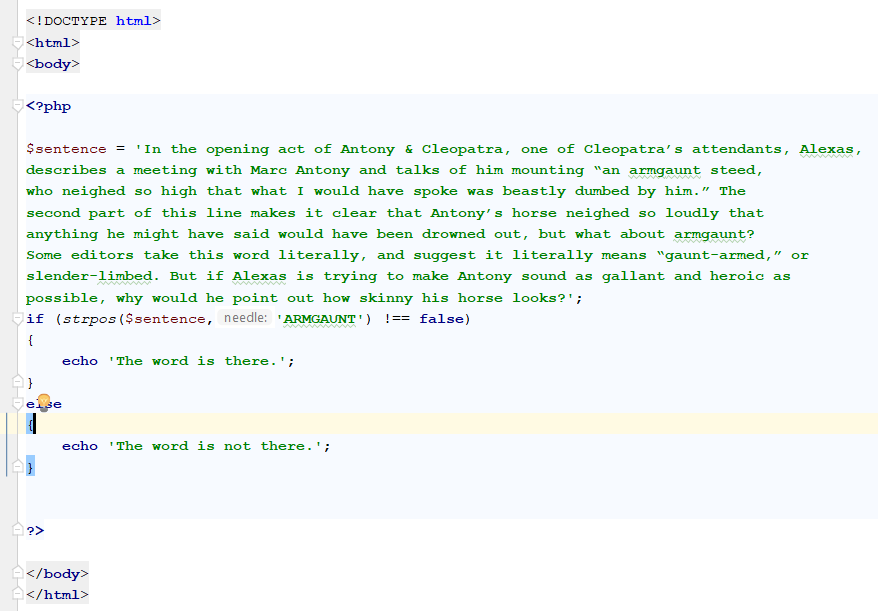 <!DOCTYPE html>
<html>
<body>
<?php
$sentence = 'In the opening act of Antony & Cleopatra, one of Cleopatra’s attendants, Alexas,
describes a meeting with Marc Antony and talks of him mounting “an armgaunt steed,
who neighed so high that what I would have spoke was beastly dumbed by him.” The
second part of this line makes it clear that Antony’s horse neighed so loudly that
anything he might have said would have been drowned out, but what about armgaunt?
Some editors take this word literally, and suggest it literally means “gaunt-armed,” or
slender-limbed. But if Alexas is trying to make Antony sound as gallant and heroic as
possible, why would he point out how skinny his horse looks?';
if (strpos($sentence, needle: 'ARMGAUNT') !== false)
{
    echo 'The word is there.';
}
else
{
    echo 'The word is not there.';
}
?>
</body>
</html>